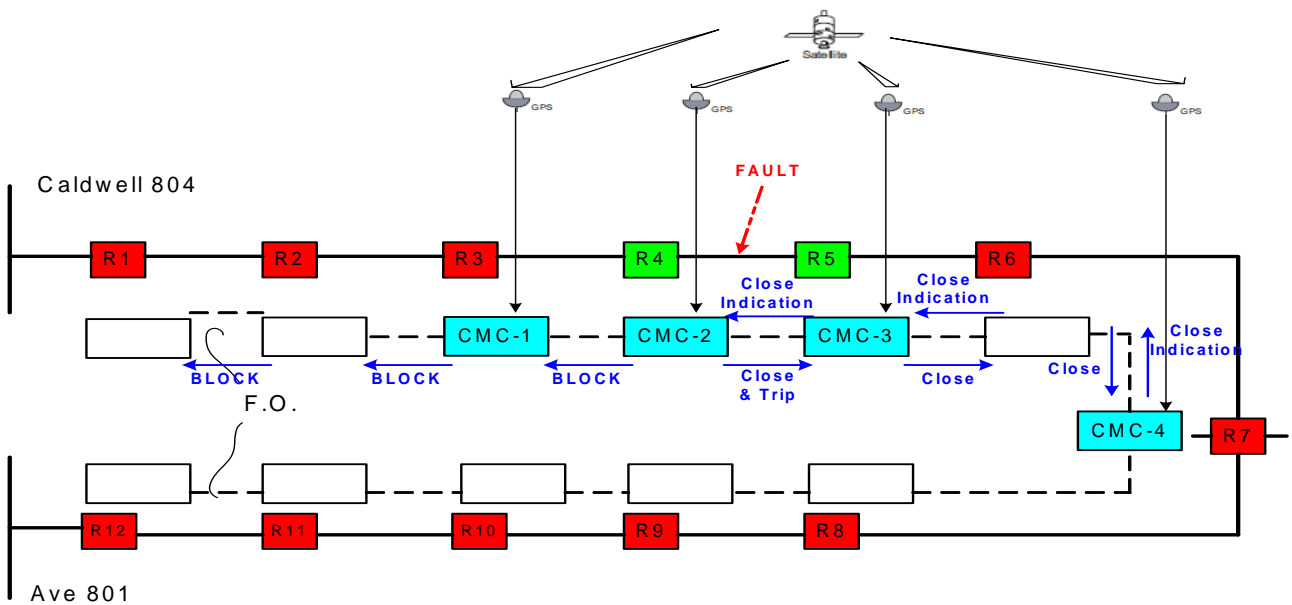 Satellite
GPS
GPS
GPS
GPS
FAULT
Caldwell 804
R1
R2
R3
R4
R5
R6
Close
Indication
Close
Indication
CMC-1
CMC-2
CMC-3
Close
Indication
BLOCK
BLOCK
BLOCK
Close
& Trip
Close
Close
F.O.
CMC-4
R7
R12
R11
R10
R9
R8
Ave 801